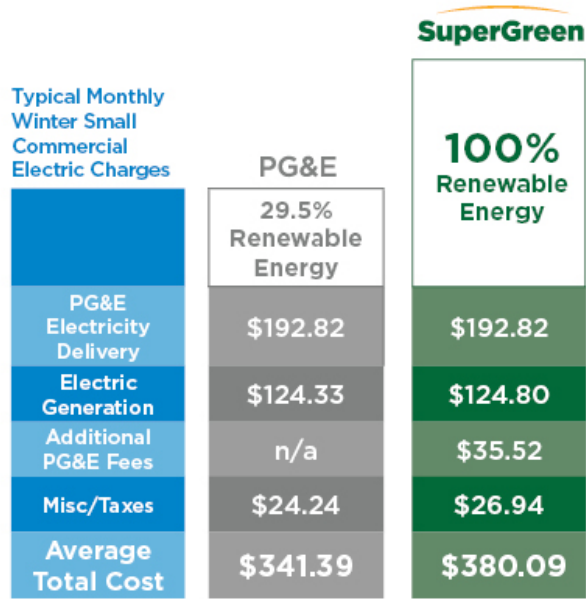 SuperGreen
Typical Monthly
Winter Small
Commercial
Electric Charges
PG&E
29.5%
Renewable
Energy
100%
Renewable
Energy
PG&E
Electricity
Delivery
$192.82
$192.82
Electric
Generation
$124.33
$124.80
Additional
PG&E Fees
n/a
$35.52
Misc/Taxes
$24.24
$26.94
Average
Total Cost
$341.39
$380.09